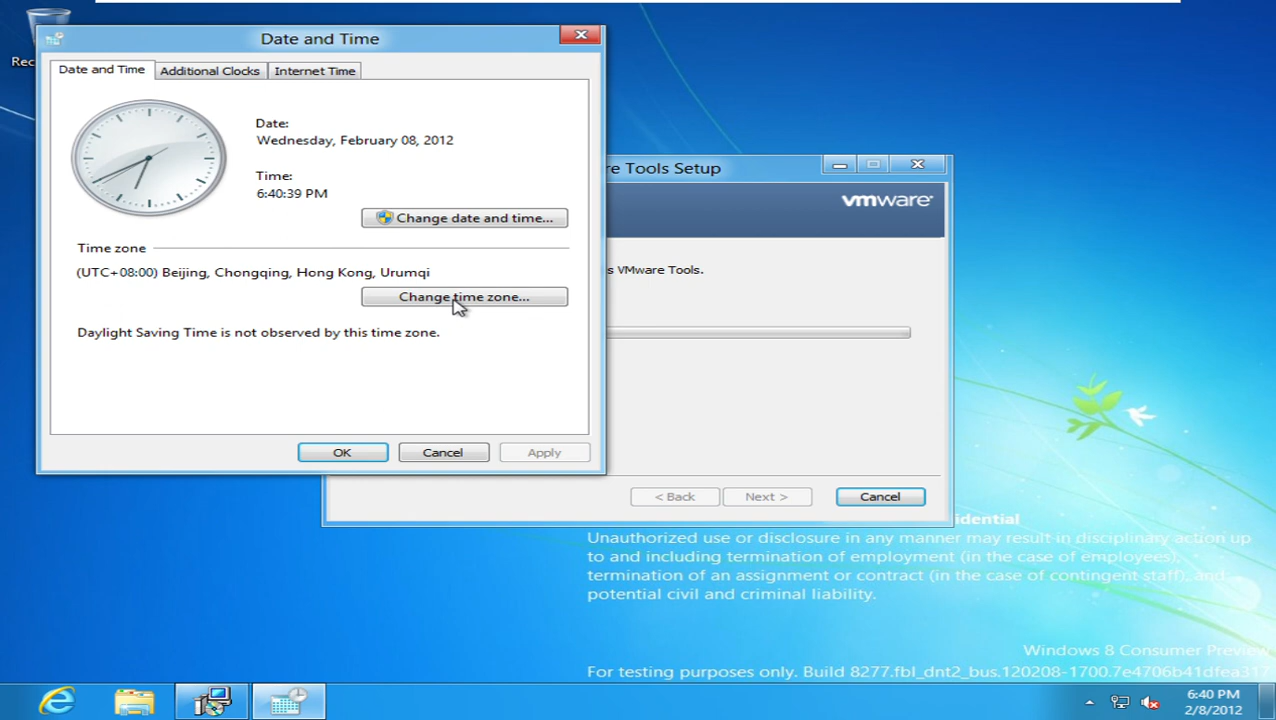 Rec
Date and Time
Date and Time
Additional Clocks
Internet Time
Date:
Wednesday, February 08, 2012
Time:
6:40:39 PM
Change date and time...
Time zone
(UTC+08:00) Beijing, Chongqing, Hong Kong, Urumqi
Change time zone...
Daylight Saving Time is not observed by this time zone.
OK
Cancel
Apply
re Tools Setup
vmware
s VMware Tools.
< Back
Next >
Cancel
idential
Unauthorized use or disclosure in any manner may result in disciplinary action up
to and including termination of employment (in the case of employees),
termination of an assignment or contract (in the case of contingent staff), and
potential civil and criminal liability.
Windows 8 Consumer Preview
For testing purposes only. Build 8277.fbl_dnt2_bus.120208-1700.7e4706b41dfea317
6:40 PM
2/8/2012